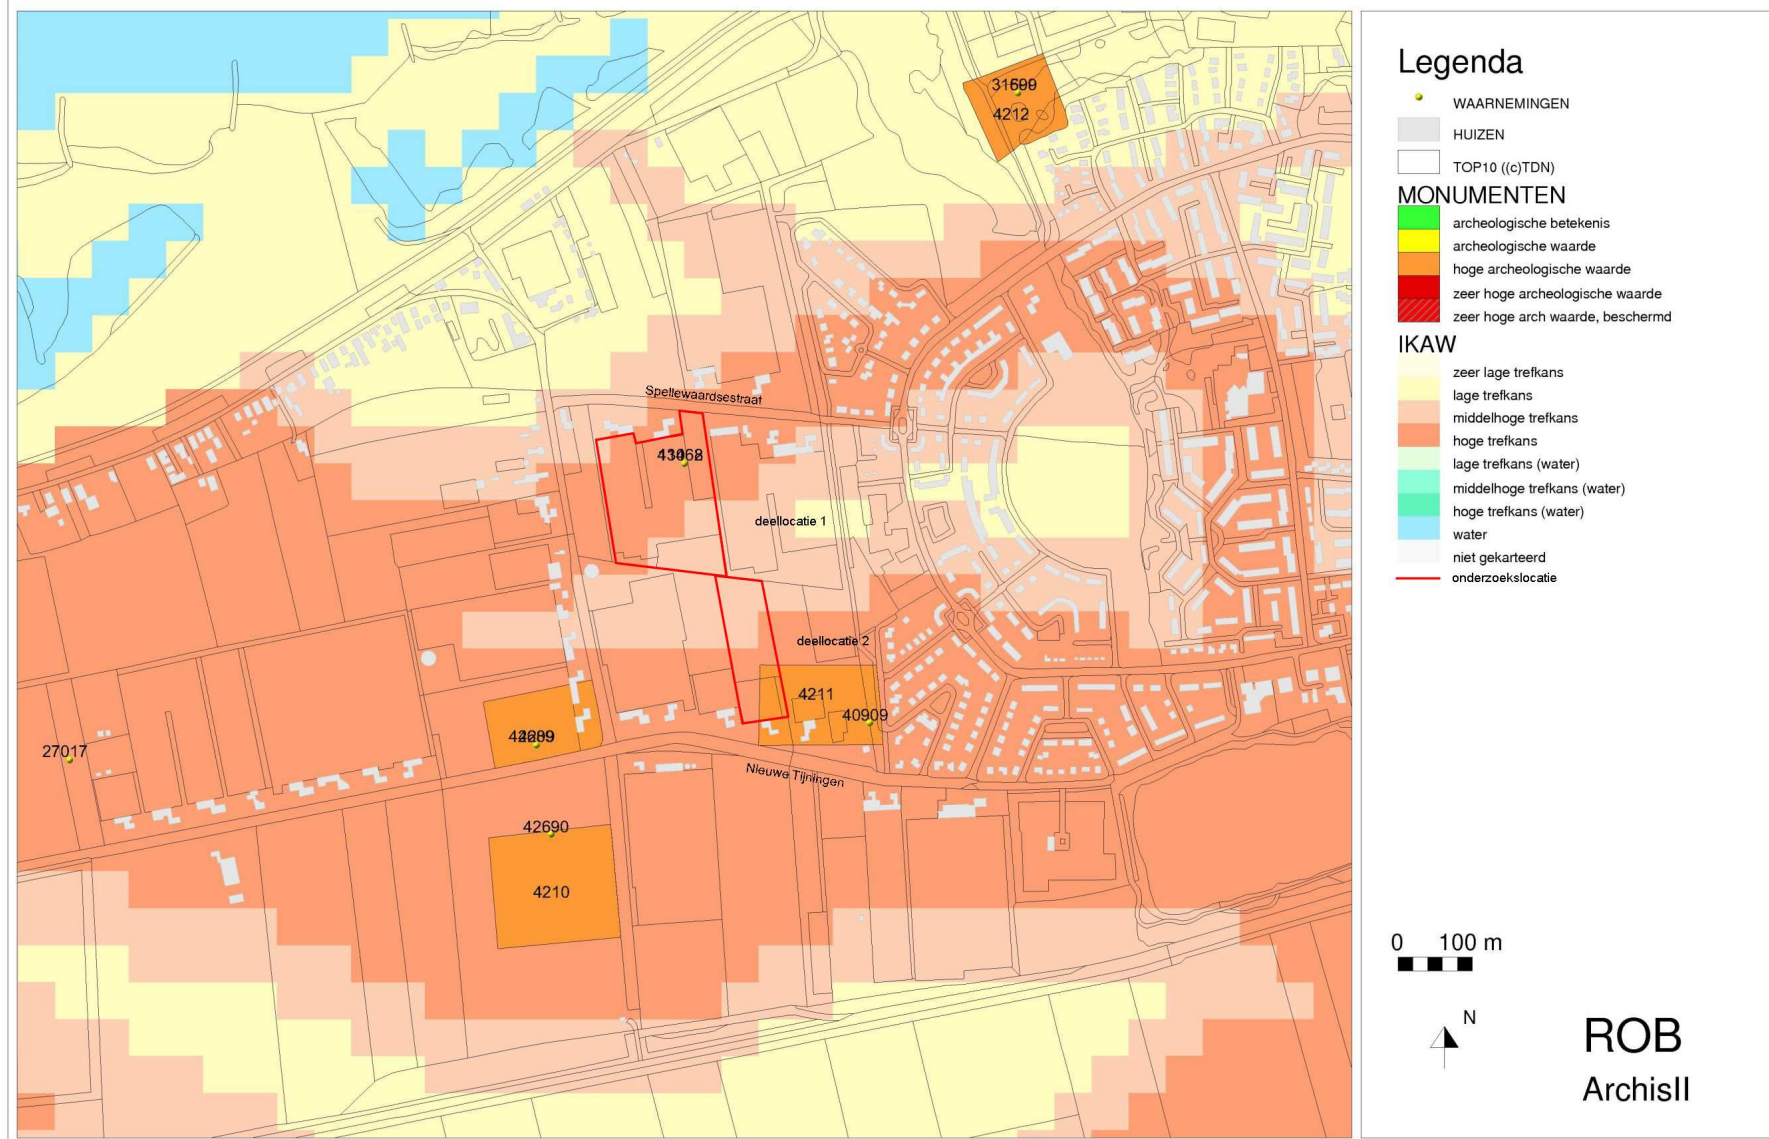 4212
Spellewaardsestraat
deellocatie 1
deellocatie 2
4211
40909
27017
Nieuwe Tijningen
42690
4210
Legenda
WAARNEMINGEN
HUIZEN
TOP10 ((c)TDN)
MONUMENTEN
archeologische betekenis
archeologische waarde
hoge archeologische waarde
zeer hoge archeologische waarde
zeer hoge arch waarde, beschermd
IKAW
zeer lage trefkans
lage trefkans
middelhoge trefkans
hoge trefkans
lage trefkans (water)
middelhoge trefkans (water)
hoge trefkans (water)
water
niet gekarteerd
onderzoekslocatie
0 100 m
N
ROB
ArchisII